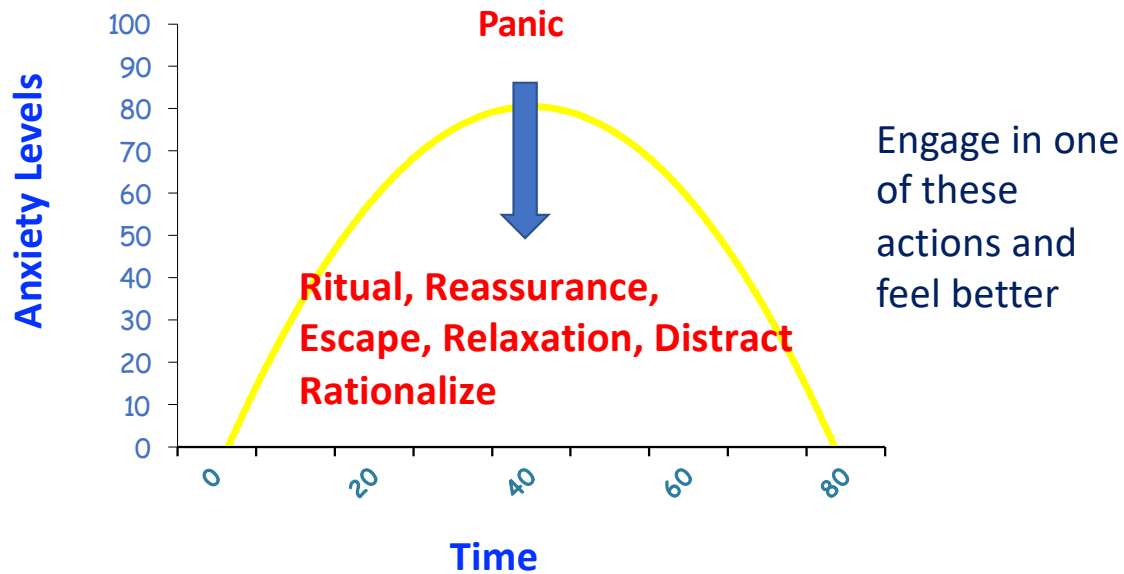 Panic
Anxiety Levels
100
90
80
70
60
50
40
30
20
10
0
Ritual, Reassurance,
Escape, Relaxation, Distract
Rationalize
0
20
40
60
80
Time
Engage in one
of these
actions and
feel better